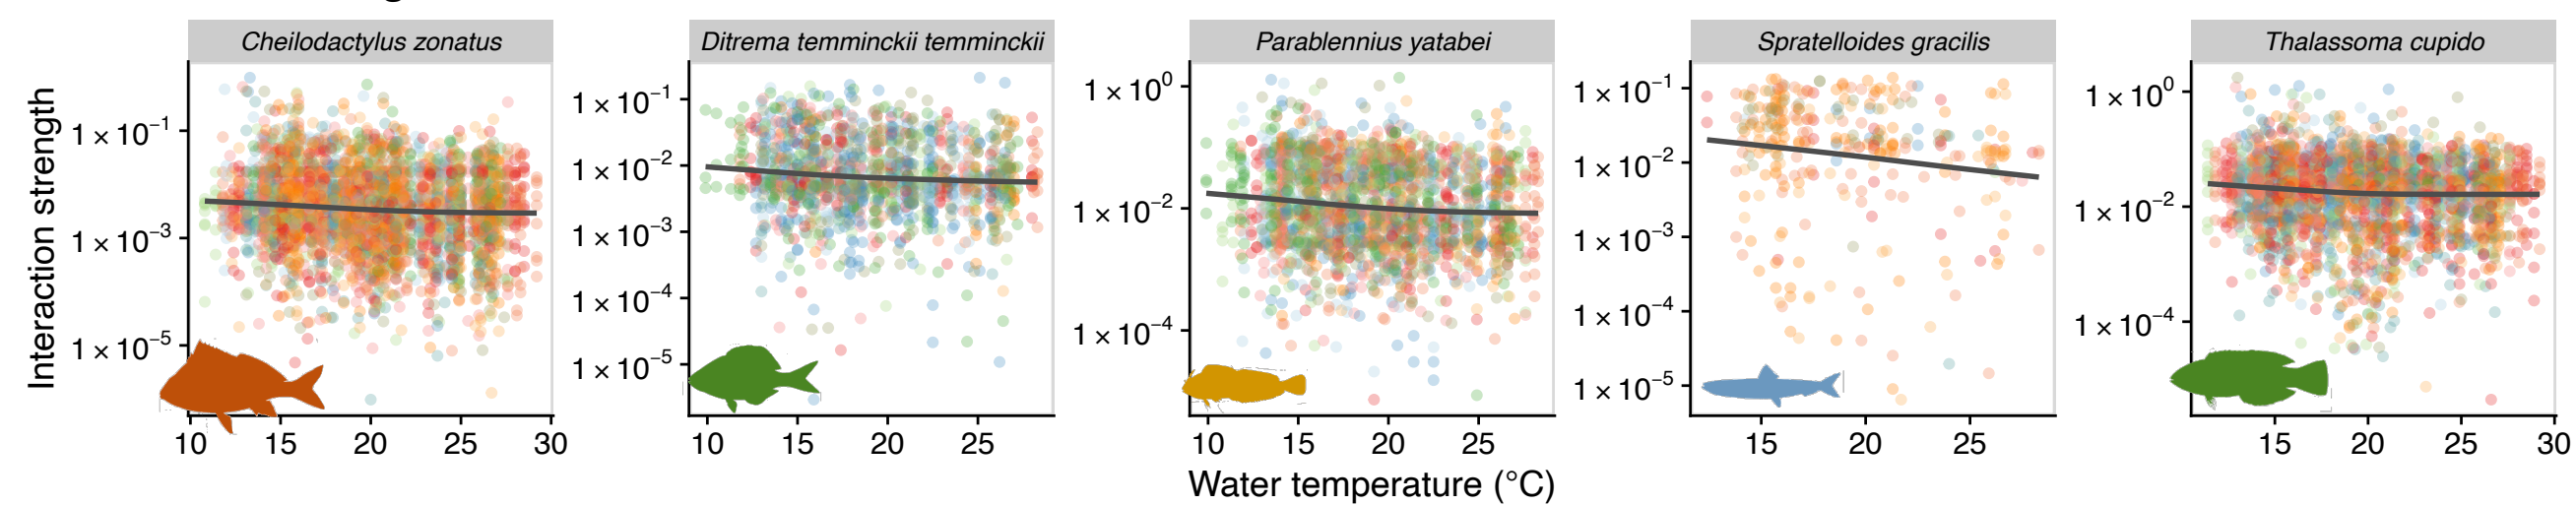 Cheilodactylus zonatus
Ditrema temminckii temminckii
Parablennius yatabei
Spratelloides gracilis
Thalassoma cupido
Interaction strength
1 × 10⁻¹
1 × 10⁻³
1 × 10⁻⁵
10 15 20 25 30
1 × 10⁻¹
1 × 10⁻²
1 × 10⁻³
1 × 10⁻⁴
1 × 10⁻⁵
10 15 20 25
1 × 10⁰
1 × 10⁻²
1 × 10⁻⁴
10 15 20 25
1 × 10⁻¹
1 × 10⁻²
1 × 10⁻³
1 × 10⁻⁴
1 × 10⁻⁵
15 20 25
1 × 10⁰
1 × 10⁻²
1 × 10⁻⁴
15 20 25 30
Water temperature (°C)